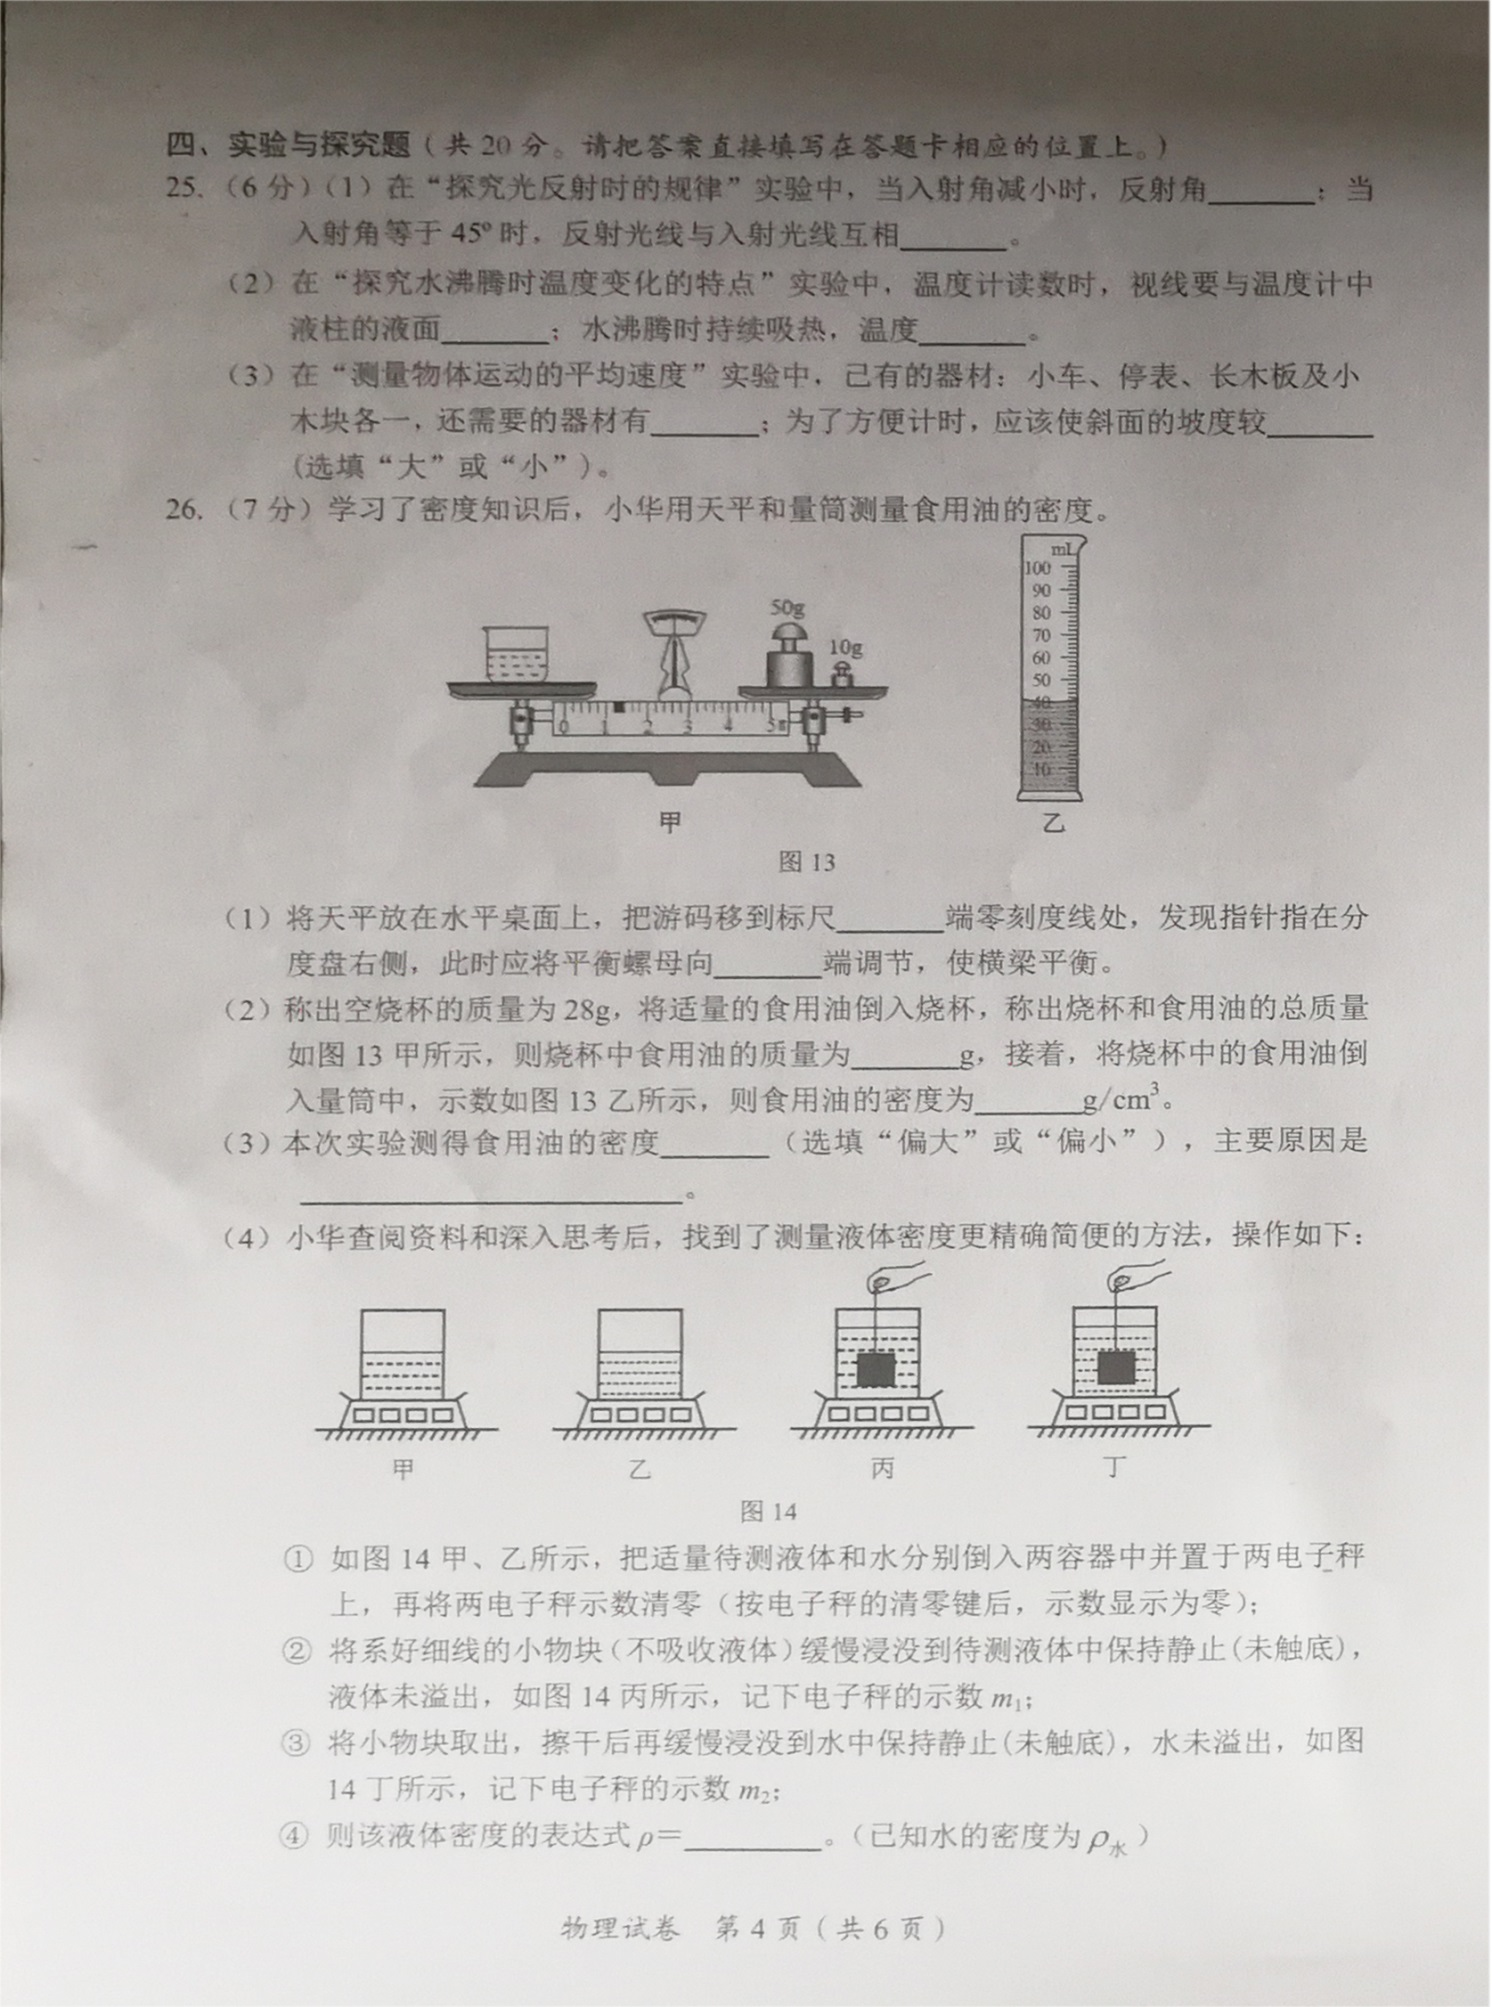 四、实验与探究题（共20分。请把答案直接填写在答题卡相应的位置上。）
25.（6分）（1）在“探究光反射时的规律”实验中，当入射角减小时，反射角______；当
入射角等于45°时，反射光线与入射光线互相______。
（2）在“探究水沸腾时温度变化的特点”实验中，温度计读数时，视线要与温度计中
液柱的液面______；水沸腾时持续吸热，温度______。
（3）在“测量物体运动的平均速度”实验中，己有的器材：小车、停表、长木板及小
木块各一，还需要的器材有______；为了方便计时，应该使斜面的坡度较______
(选填“大”或“小”)。
26.（7分）学习了密度知识后，小华用天平和量筒测量食用油的密度。
50g
10g
0 1 2 3 4 5g
甲
mL
100
90
80
70
60
50
40
30
20
10
乙
图 13
（1）将天平放在水平桌面上，把游码移到标尺______端零刻度线处，发现指针指在分
度盘右侧，此时应将平衡螺母向______端调节，使横梁平衡。
（2）称出空烧杯的质量为28g，将适量的食用油倒入烧杯，称出烧杯和食用油的总质量
如图 13 甲所示，则烧杯中食用油的质量为______g，接着，将烧杯中的食用油倒
入量筒中，示数如图 13 乙所示，则食用油的密度为______g/cm³。
（3）本次实验测得食用油的密度______（选填“偏大”或“偏小”），主要原因是
______。
（4）小华查阅资料和深入思考后，找到了测量液体密度更精确简便的方法，操作如下：
甲 乙 丙 丁
图 14
① 如图 14 甲、乙所示，把适量待测液体和水分别倒入两容器中并置于两电子秤
上，再将两电子秤示数清零（按电子秤的清零键后，示数显示为零）；
② 将系好细线的小物块（不吸收液体）缓慢浸没到待测液体中保持静止(未触底)，
液体未溢出，如图 14 丙所示，记下电子秤的示数 m₁；
③ 将小物块取出，擦干后再缓慢浸没到水中保持静止(未触底)，水未溢出，如图
14 丁所示，记下电子秤的示数 m₂；
④ 则该液体密度的表达式ρ＝______。（已知水的密度为ρ水）
物理试卷 第4页（共6页）